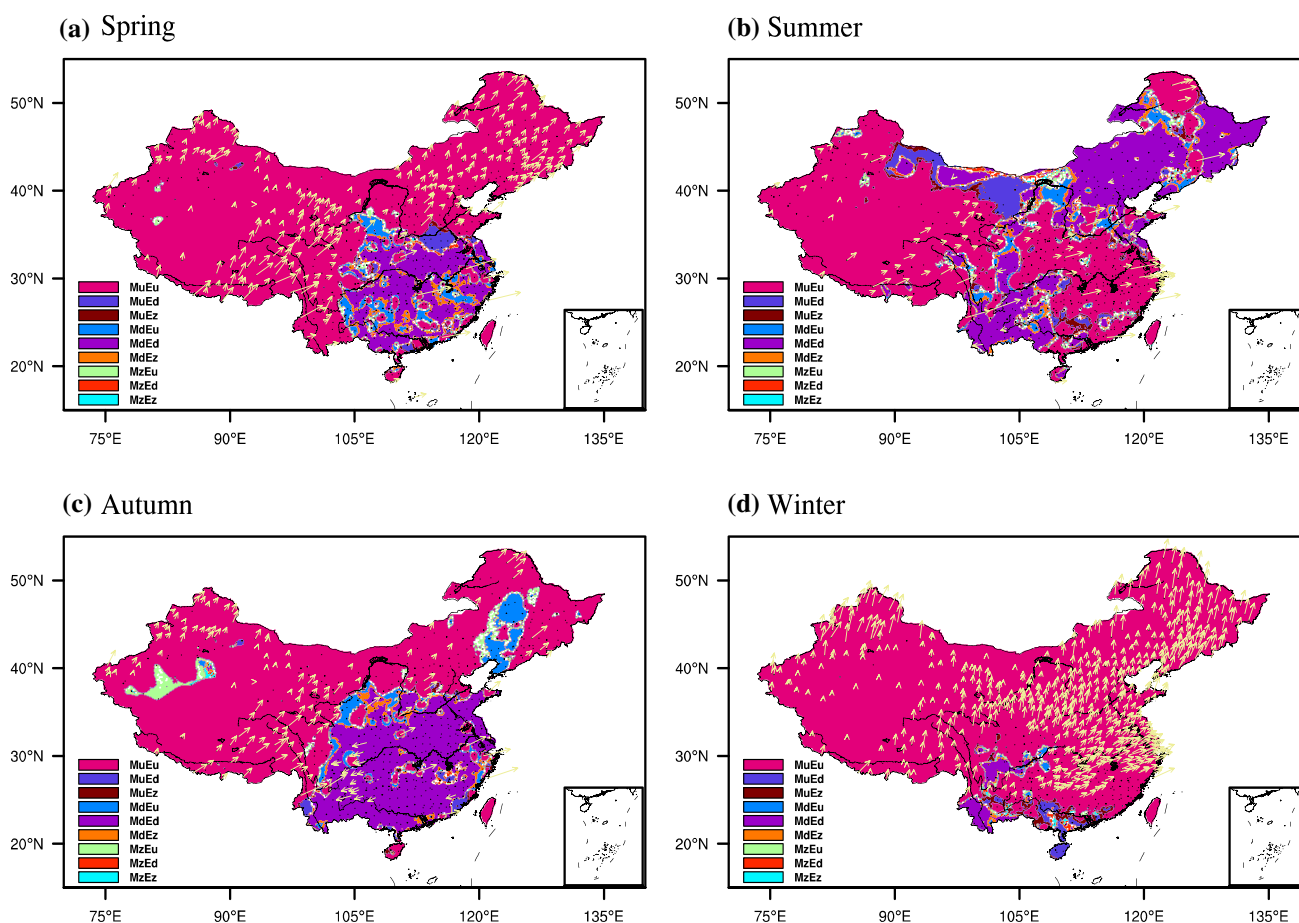 (a) Spring
50°N
40°N
30°N
20°N
MuEu
MuEd
MuEz
MdEu
MdEd
MdEz
MzEu
MzEd
MzEz
75°E 90°E 105°E 120°E 135°E
(b) Summer
50°N
40°N
30°N
20°N
MuEu
MuEd
MuEz
MdEu
MdEd
MdEz
MzEu
MzEd
MzEz
75°E 90°E 105°E 120°E 135°E
(c) Autumn
50°N
40°N
30°N
20°N
MuEu
MuEd
MuEz
MdEu
MdEd
MdEz
MzEu
MzEd
MzEz
75°E 90°E 105°E 120°E 135°E
(d) Winter
50°N
40°N
30°N
20°N
MuEu
MuEd
MuEz
MdEu
MdEd
MdEz
MzEu
MzEd
MzEz
75°E 90°E 105°E 120°E 135°E